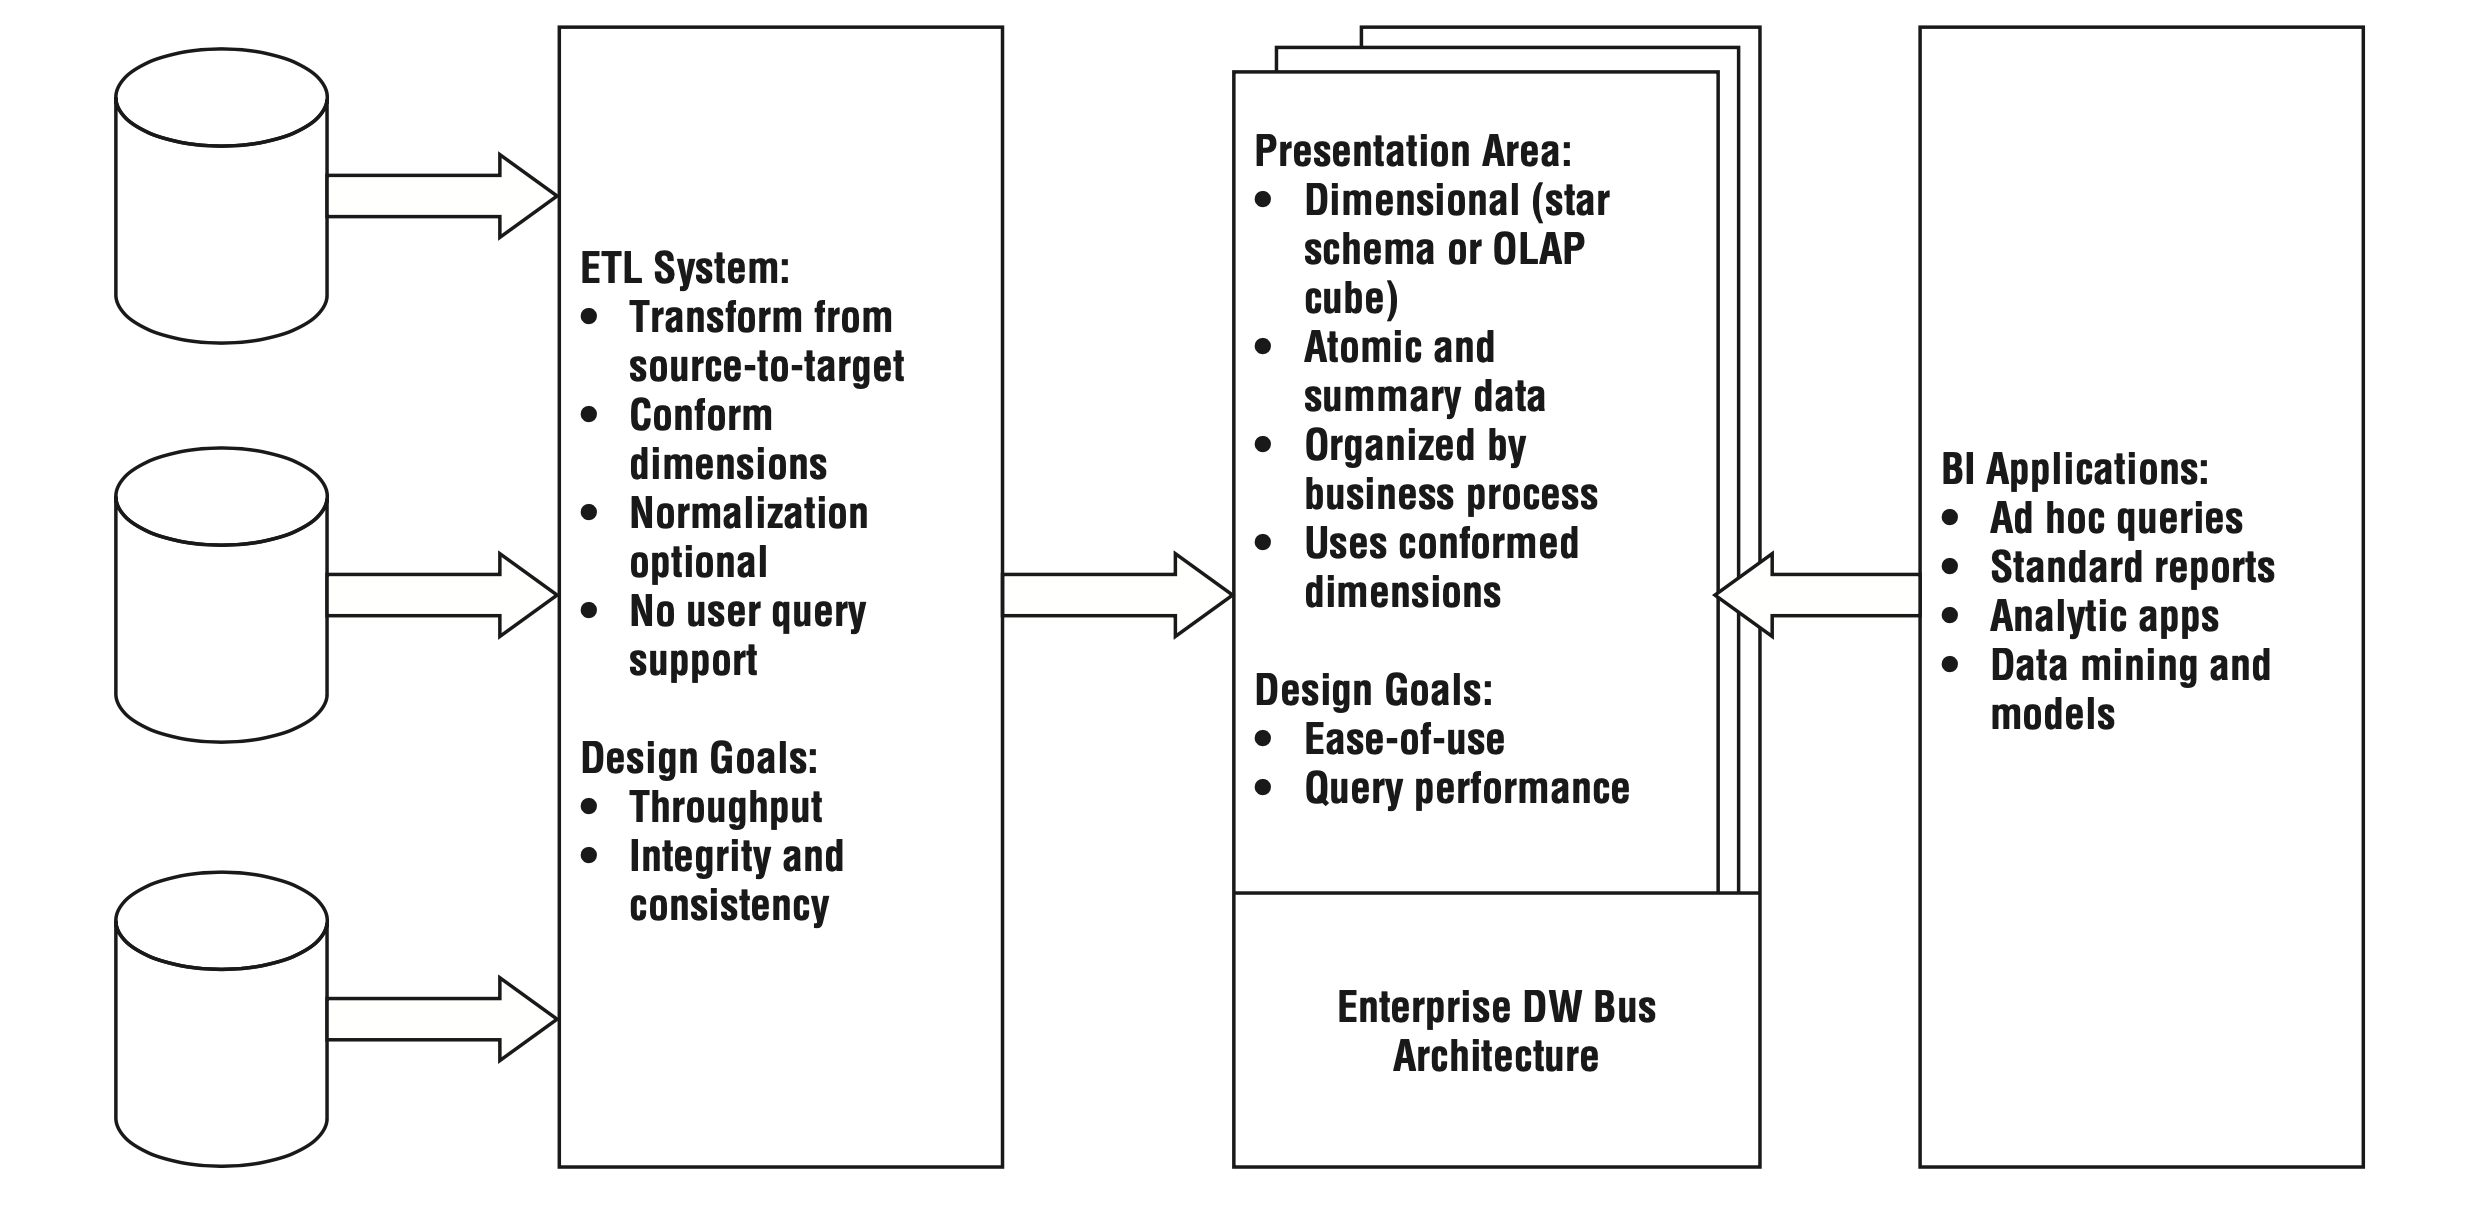 ETL System:
• Transform from
source-to-target
• Conform
dimensions
• Normalization
optional
• No user query
support
Design Goals:
• Throughput
• Integrity and
consistency
Presentation Area:
• Dimensional (star
schema or OLAP
cube)
• Atomic and
summary data
• Organized by
business process
• Uses conformed
dimensions
Design Goals:
• Ease-of-use
• Query performance
Enterprise DW Bus
Architecture
BI Applications:
• Ad hoc queries
• Standard reports
• Analytic apps
• Data mining and
models